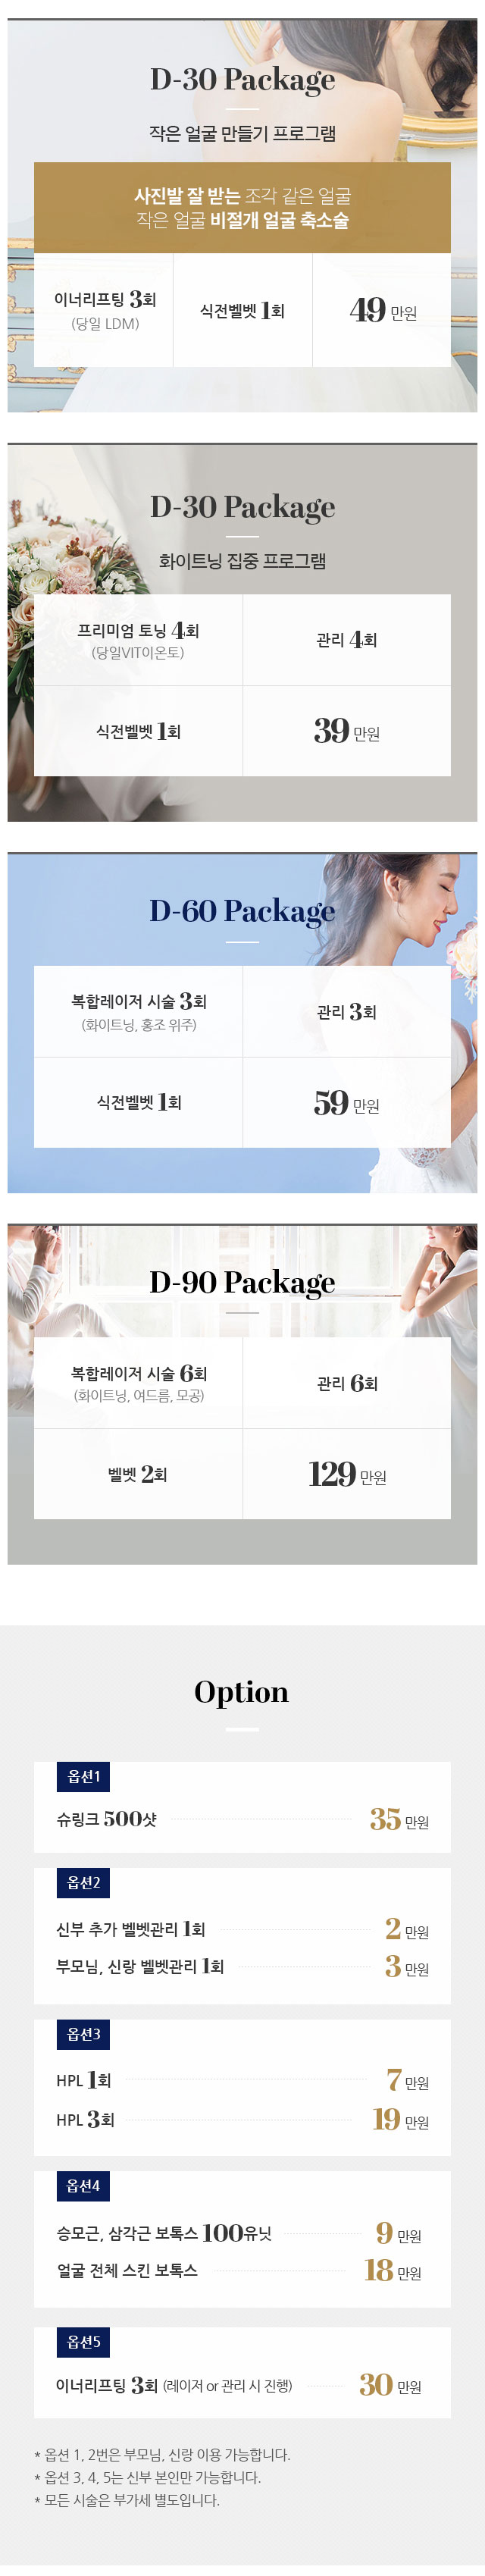 D-30 Package
작은 얼굴 만들기 프로그램
사진발 잘 받는 조각 같은 얼굴
작은 얼굴 비절개 얼굴 축소술
이너리프팅 3회
(당일 LDM)
식전벨벳 1회
49 만원
D-30 Package
화이트닝 집중 프로그램
프리미엄 토닝 4회
(당일VIT이온토)
관리 4회
식전벨벳 1회
39 만원
D-60 Package
복합레이저 시술 3회
(화이트닝, 홍조 위주)
관리 3회
식전벨벳 1회
59 만원
D-90 Package
복합레이저 시술 6회
(화이트닝, 여드름, 모공)
관리 6회
벨벳 2회
129 만원
Option
옵션1
슈링크 500샷 35 만원
옵션2
신부 추가 벨벳관리 1회 2 만원
부모님, 신랑 벨벳관리 1회 3 만원
옵션3
HPL 1회 7 만원
HPL 3회 19 만원
옵션4
승모근, 삼각근 보톡스 100유닛 9 만원
얼굴 전체 스킨 보톡스 18 만원
옵션5
이너리프팅 3회 (레이저 or 관리 시 진행) 30 만원
* 옵션 1, 2번은 부모님, 신랑 이용 가능합니다.
* 옵션 3, 4, 5는 신부 본인만 가능합니다.
* 모든 시술은 부가세 별도입니다.